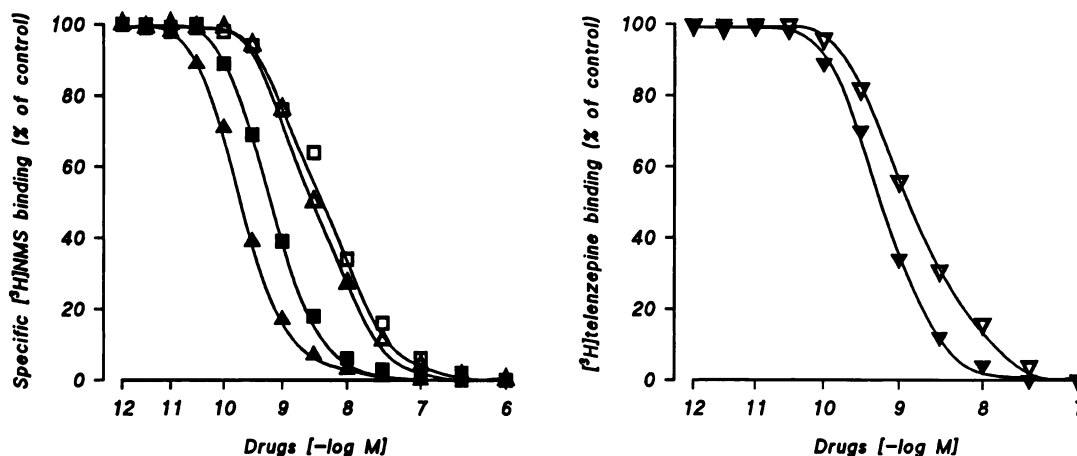 Specific [³H]NMS binding (% of control)
100
80
60
40
20
0
12 11 10 9 8 7 6
Drugs [-log M]
[³H]telenzepine binding (% of control)
100
80
60
40
20
0
12 11 10 9 8 7
Drugs [-log M]